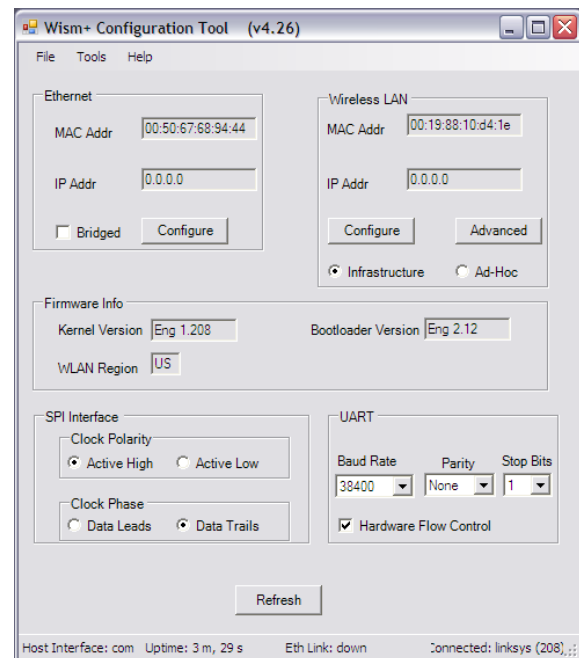 Wism+ Configuration Tool (v4.26)
File Tools Help
Ethernet
MAC Addr 00:50:67:68:94:44
IP Addr 0.0.0.0
Bridged Configure
Wireless LAN
MAC Addr 00:19:88:10:d4:1e
IP Addr 0.0.0.0
Configure Advanced
Infrastructure Ad-Hoc
Firmware Info
Kernel Version Eng 1.208 Bootloader Version Eng 2.12
WLAN Region US
SPI Interface
Clock Polarity
Active High Active Low
Clock Phase
Data Leads Data Trails
UART
Baud Rate Parity Stop Bits
38400 None 1
Hardware Flow Control
Refresh
Host Interface: com Uptime: 3 m, 29 s Eth Link: down Connected: linksys (208)